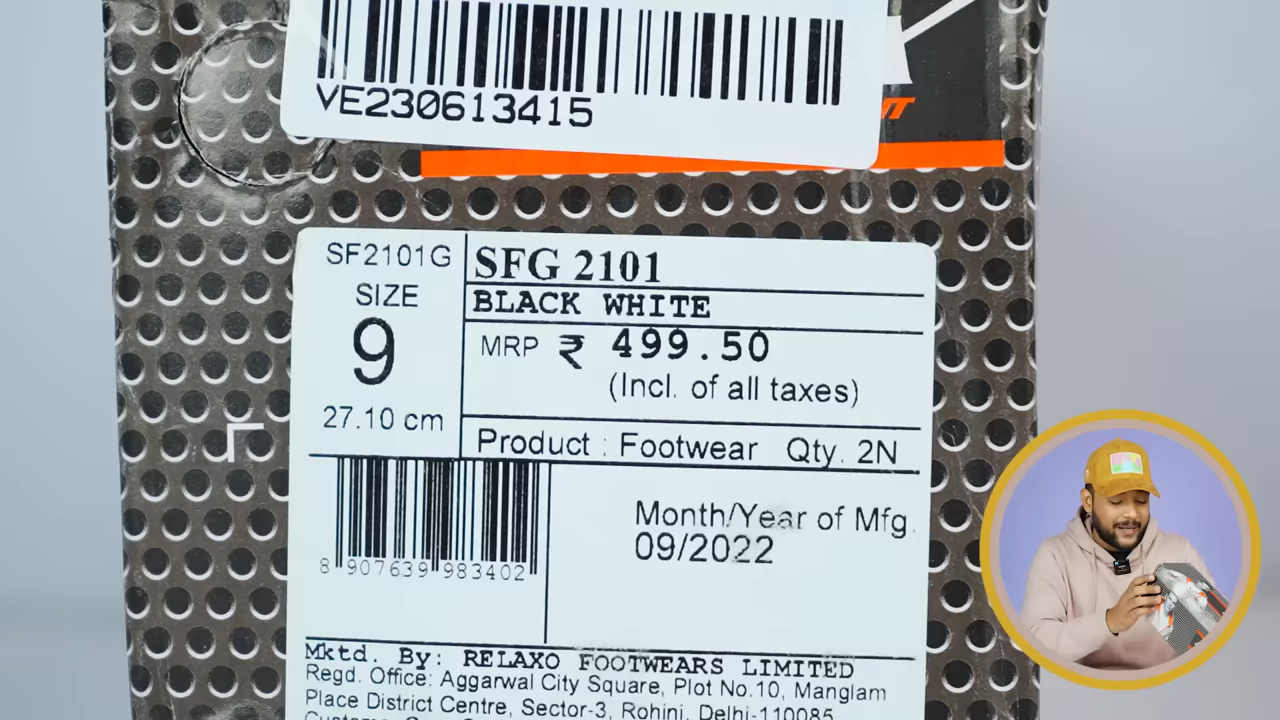 VE230613415
SF2101G
SIZE
9
27.10 cm
SFG 2101
BLACK WHITE
MRP ₹ 499.50
(Incl. of all taxes)
Product : Footwear Qty. 2N
8 907639 983402
Month/Year of Mfg.
09/2022
Mktd. By: RELAXO FOOTWEARS LIMITED
Regd. Office: Aggarwal City Square, Plot No.10, Manglam
Place District Centre, Sector-3, Rohini, Delhi-110085